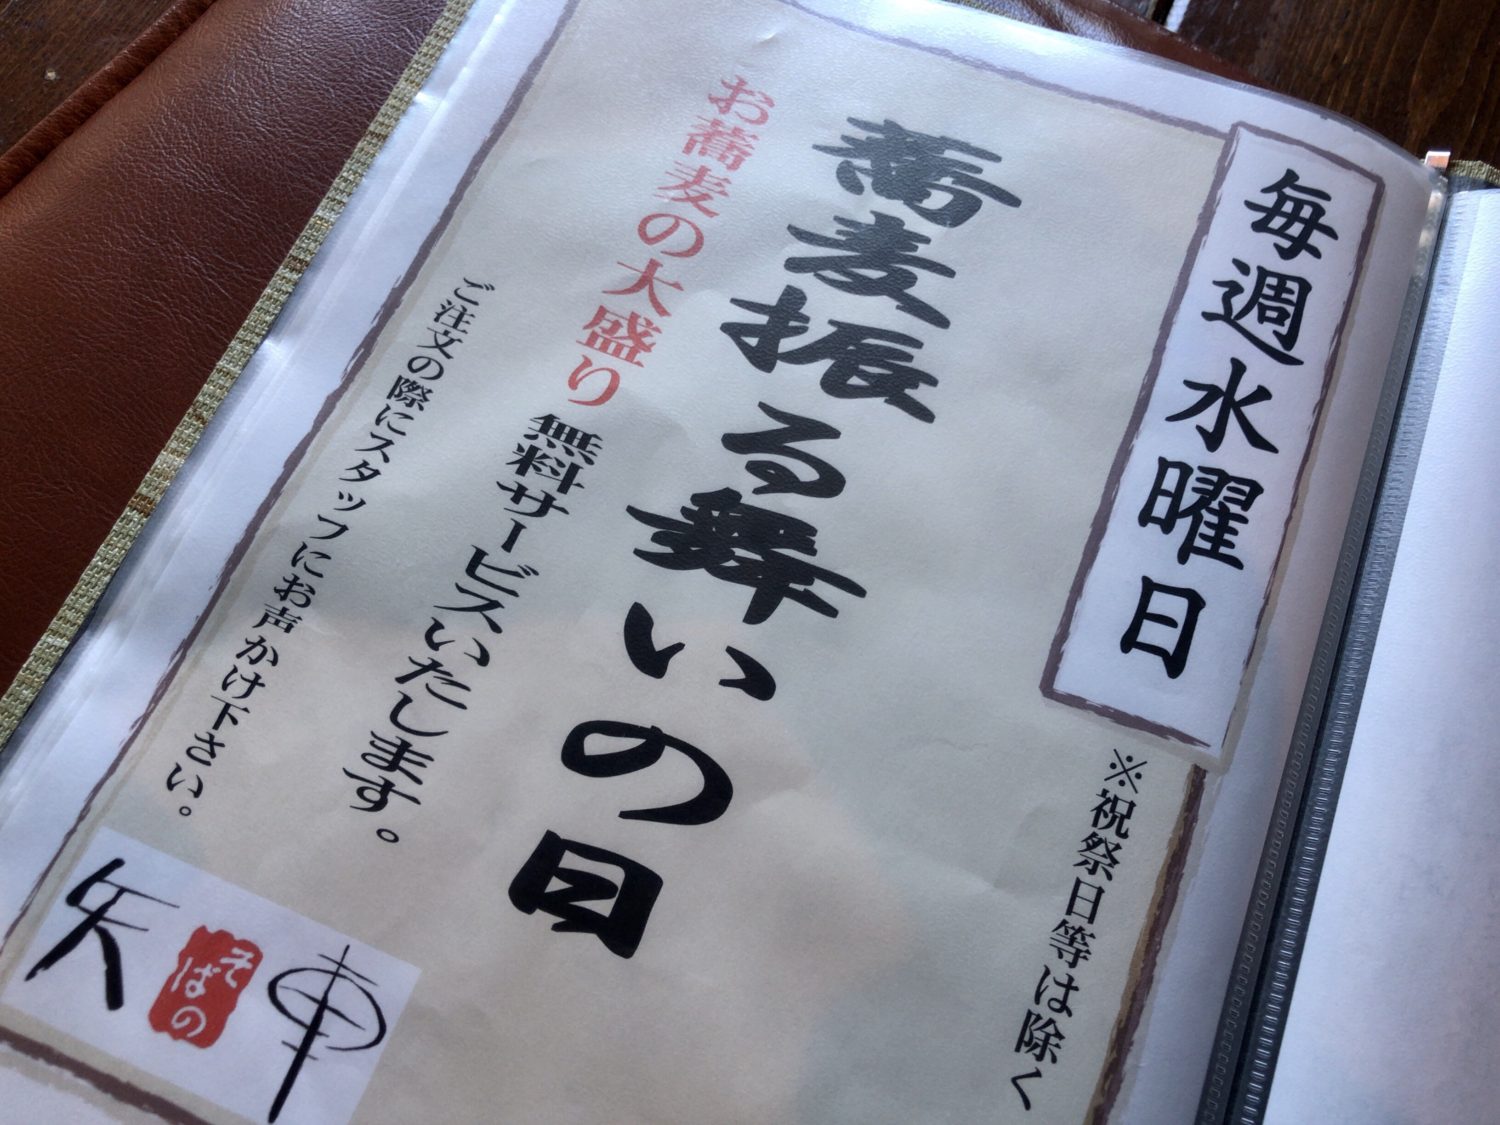 毎週水曜日
※祝祭日等は除く
蕎麦振る舞いの日
お蕎麦の大盛り 無料サービスいたします。
ご注文の際にスタッフにお声かけ下さい。
そばの